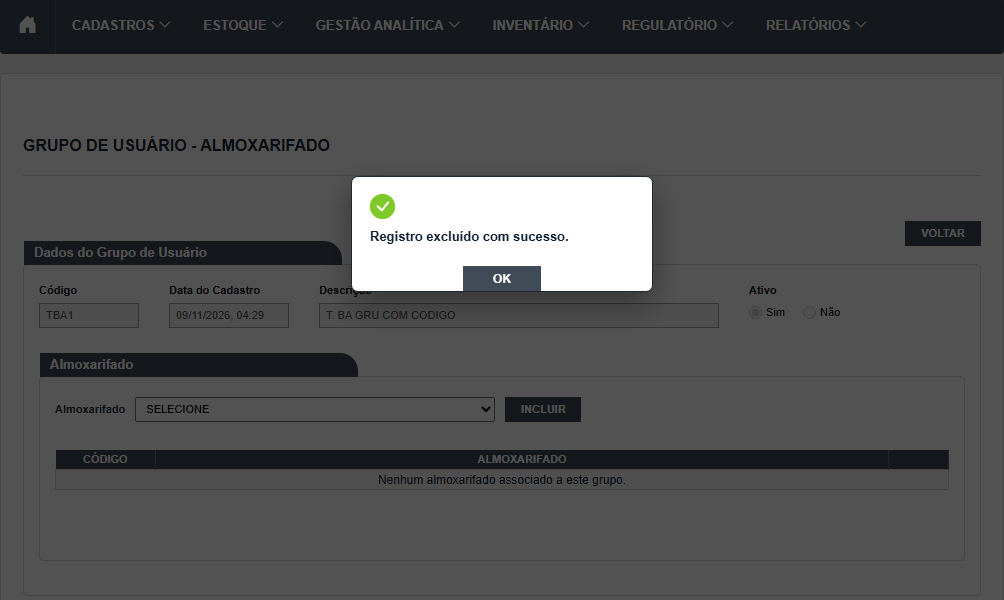 CADASTROS ESTOQUE GESTÃO ANALÍTICA INVENTÁRIO REGULATÓRIO RELATÓRIOS
GRUPO DE USUÁRIO - ALMOXARIFADO
Registro excluído com sucesso.
OK
VOLTAR
Dados do Grupo de Usuário
Código Data do Cadastro Descrição Ativo
TBA1 09/11/2026, 04:29 T. BA GRU COM CODIGO Sim Não
Almoxarifado
Almoxarifado SELECIONE INCLUIR
CÓDIGO ALMOXARIFADO
Nenhum almoxarifado associado a este grupo.